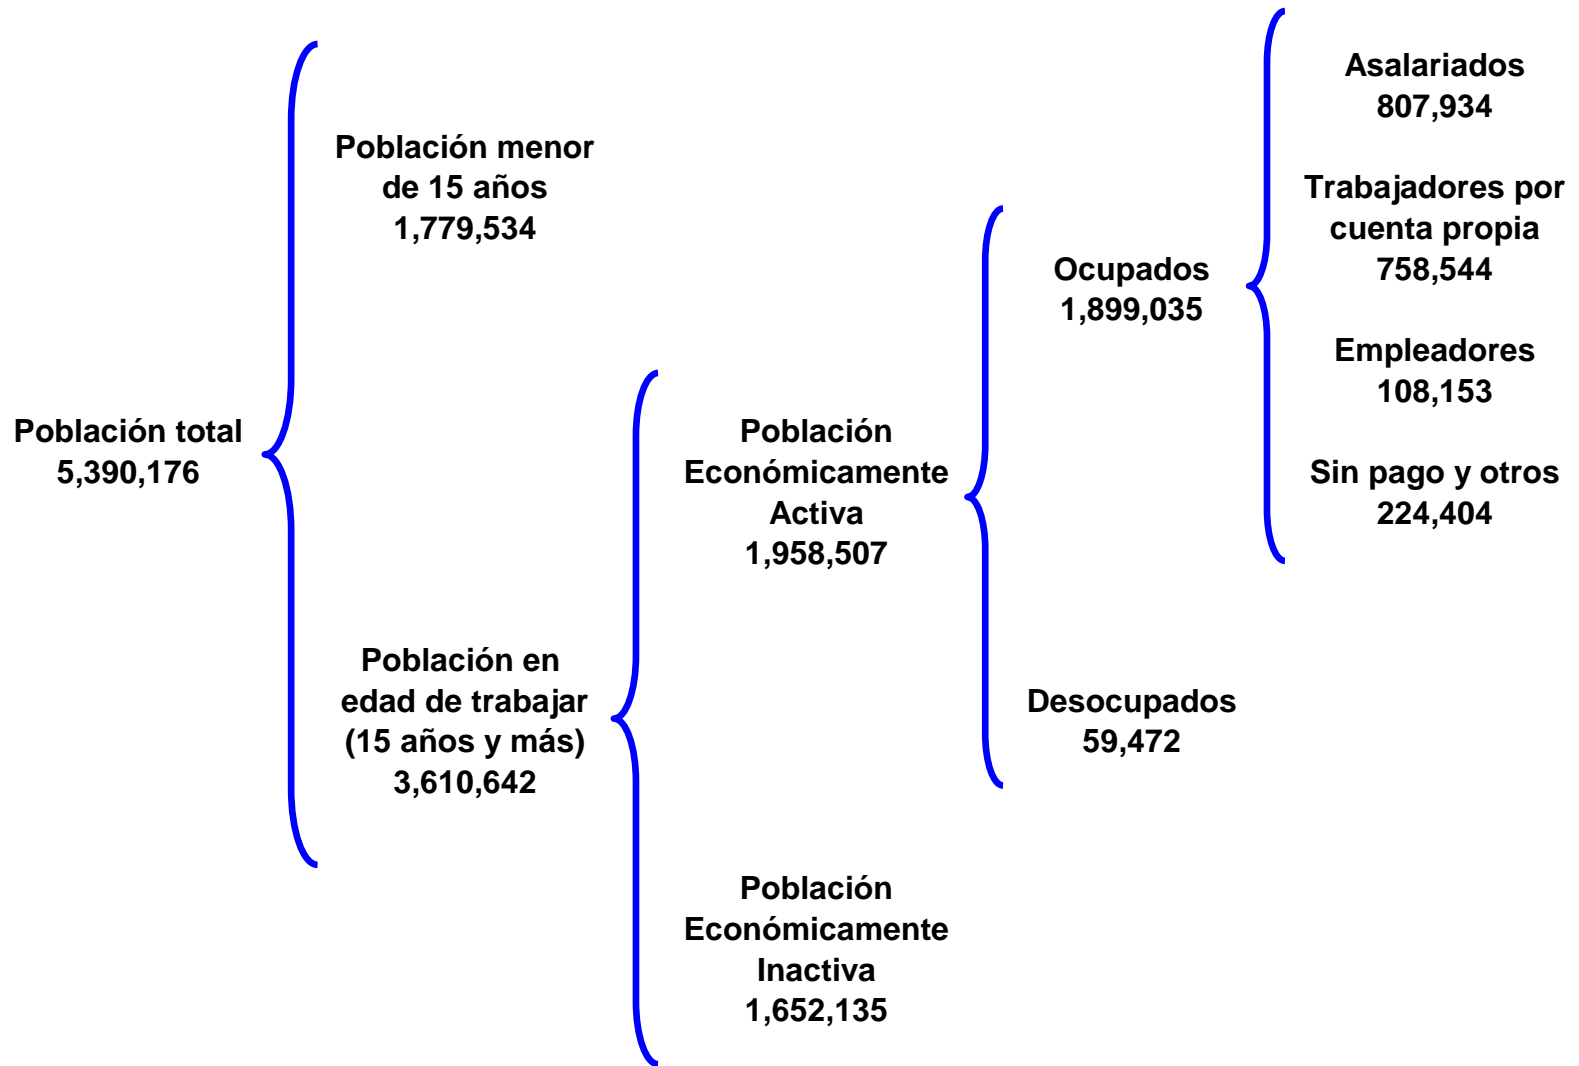 Población total
5,390,176
Población menor
de 15 años
1,779,534
Población en
edad de trabajar
(15 años y más)
3,610,642
Población
Económicamente
Activa
1,958,507
Población
Económicamente
Inactiva
1,652,135
Ocupados
1,899,035
Desocupados
59,472
Asalariados
807,934
Trabajadores por
cuenta propia
758,544
Empleadores
108,153
Sin pago y otros
224,404